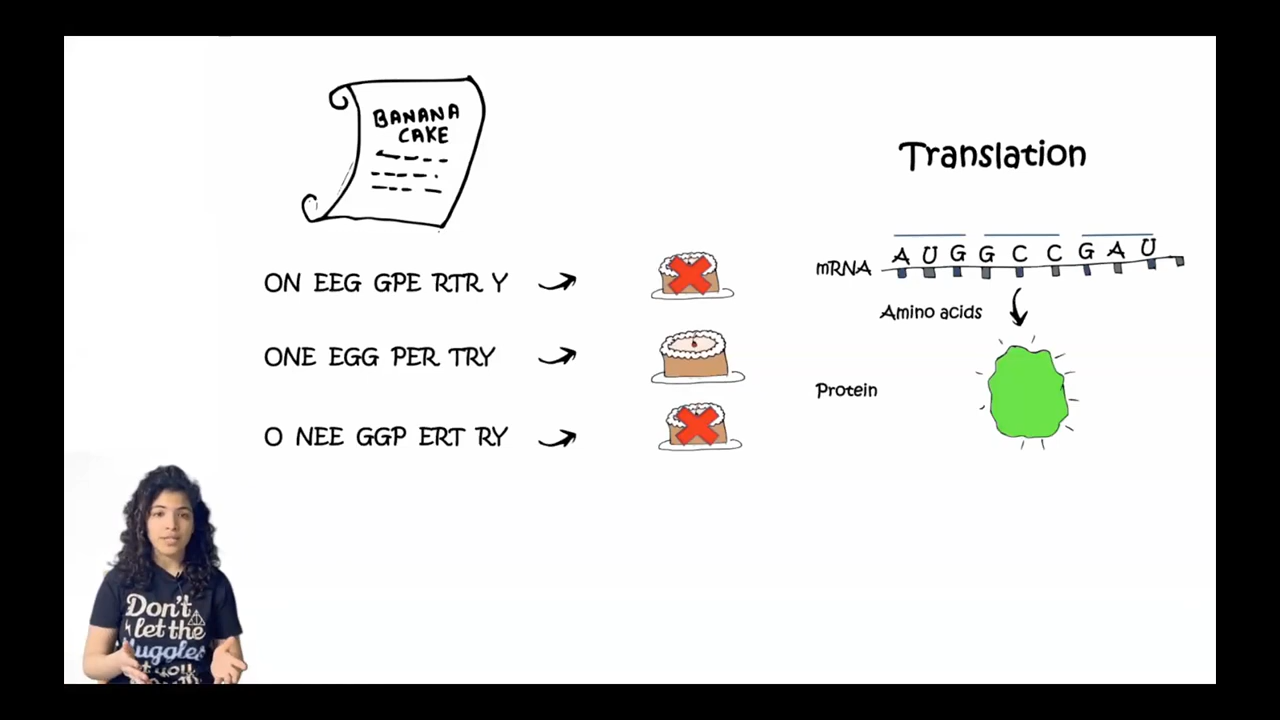 BANANA
CAKE
Translation
ON EEG GPE RTR Y
ONE EGG PER TRY
O NEE GGP ERT RY
mRNA
A U G G C C G A U
Amino acids
Protein
Don't
let the
Muggles